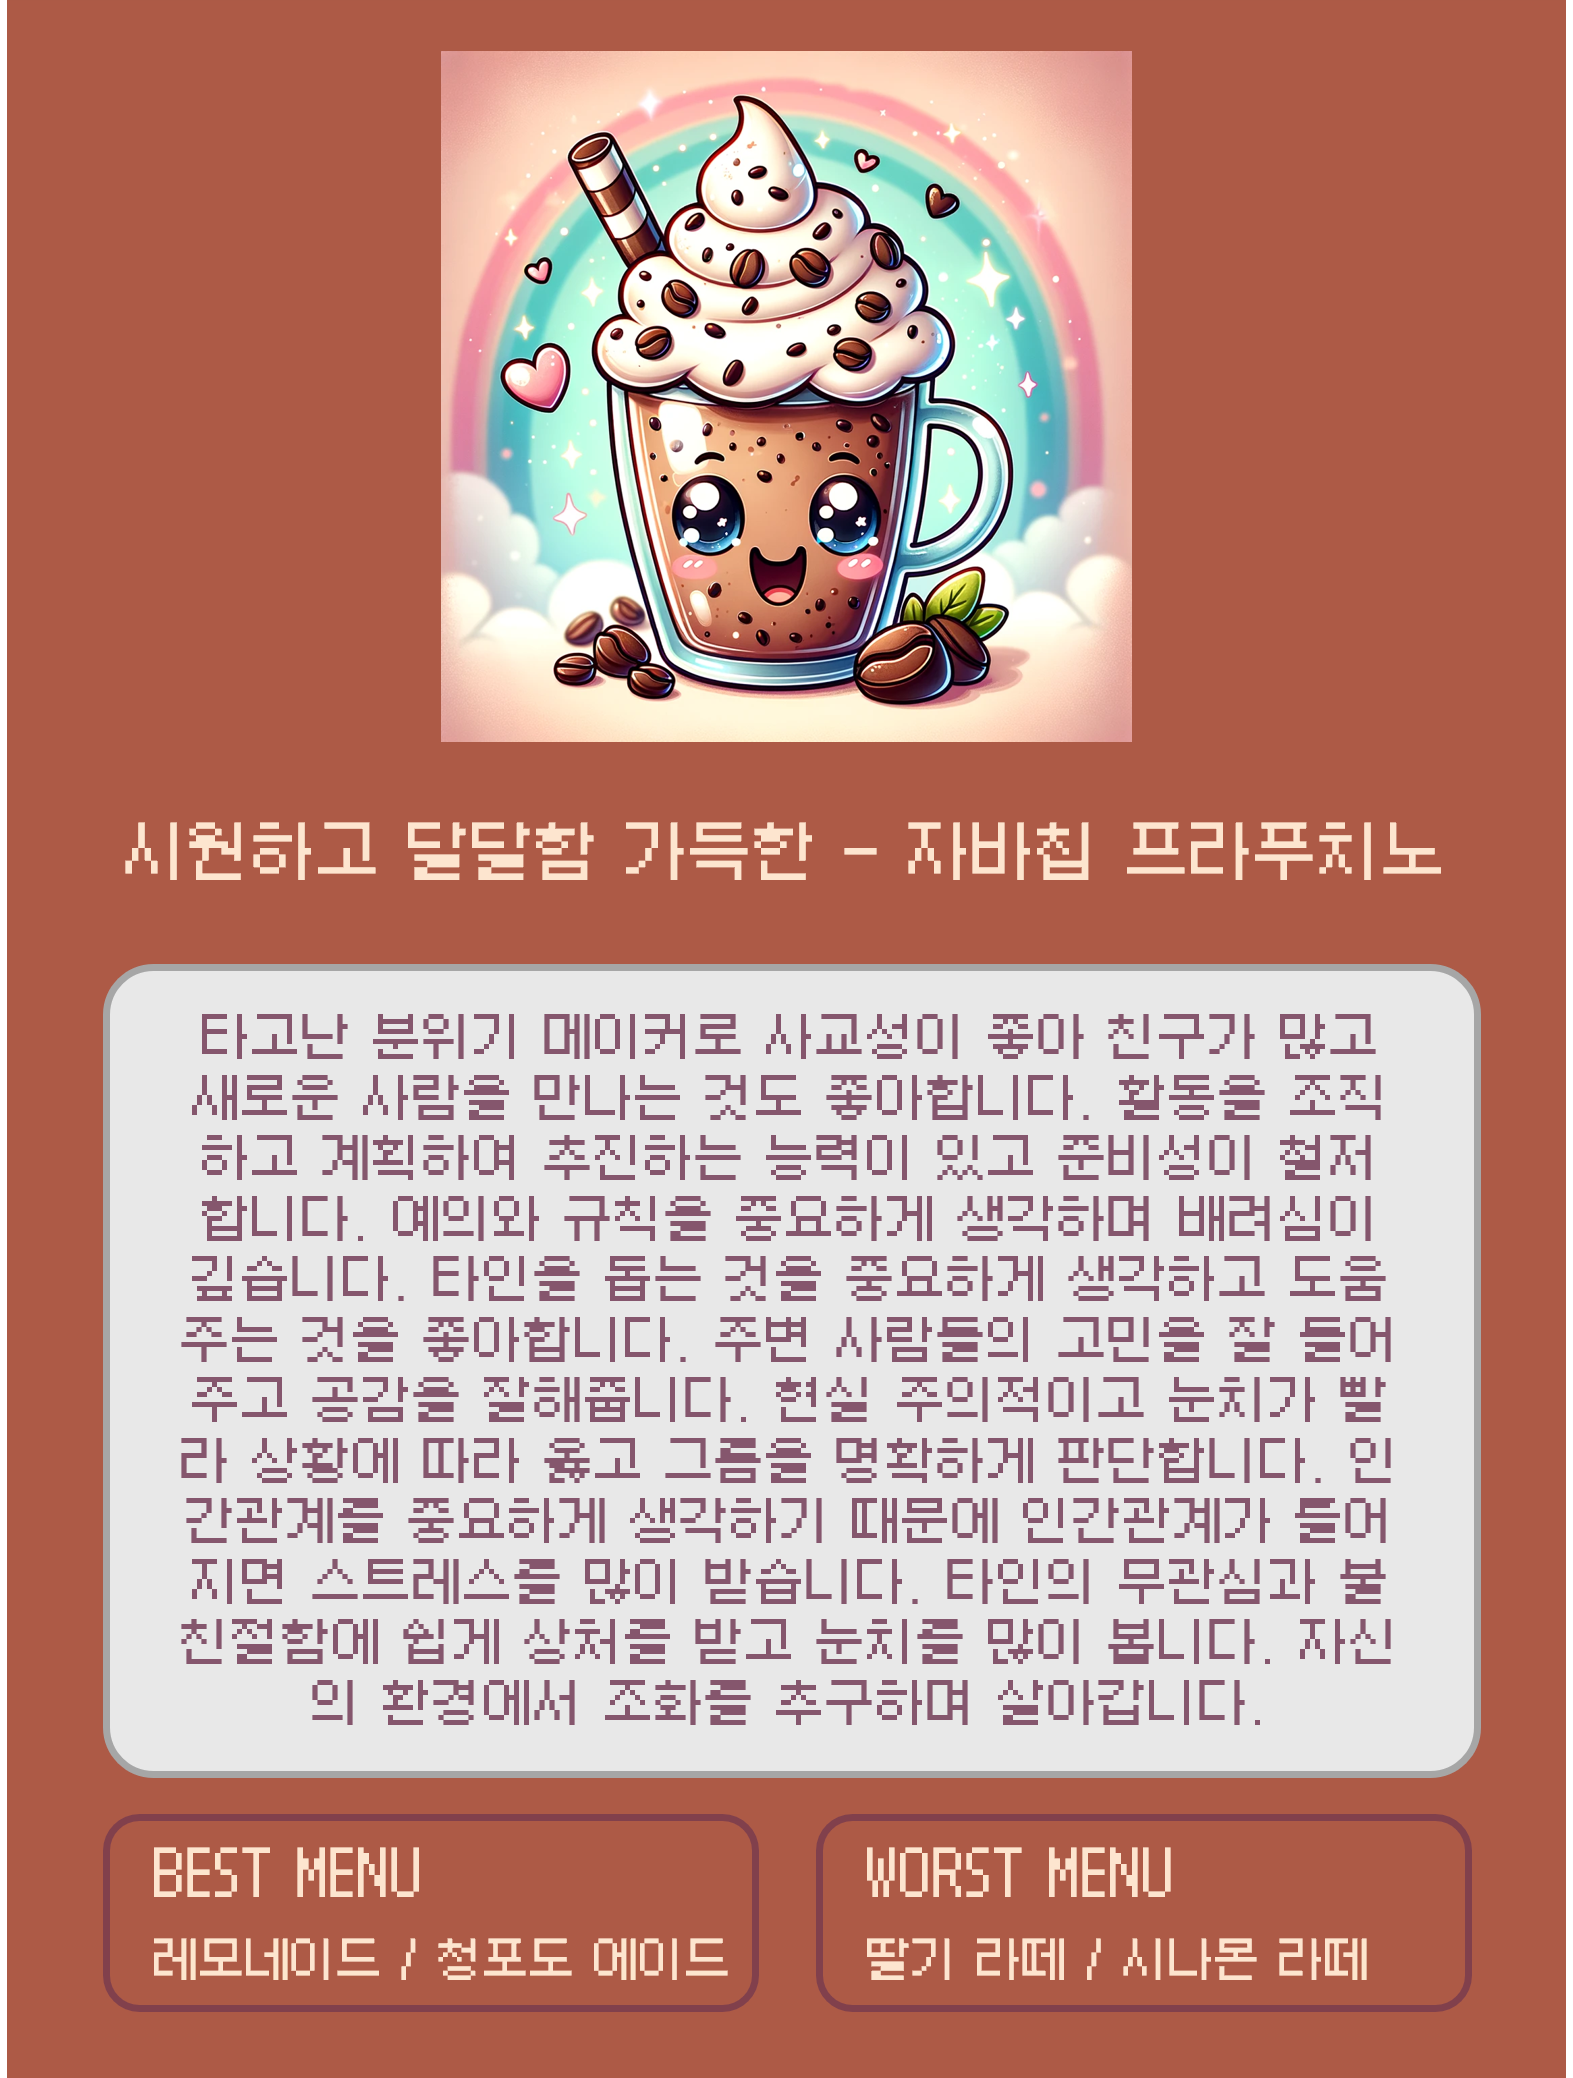 시원하고 달달함 가득한 - 자바칩 프라푸치노
타고난 분위기 메이커로 사교성이 좋아 친구가 많고
새로운 사람을 만나는 것도 좋아합니다. 활동을 조직
하고 계획하여 추진하는 능력이 있고 준비성이 철저
합니다. 예의와 규칙을 중요하게 생각하며 배려심이
깊습니다. 타인을 돕는 것을 중요하게 생각하고 도움
주는 것을 좋아합니다. 주변 사람들의 고민을 잘 들어
주고 공감을 잘해줍니다. 현실 주의적이고 눈치가 빨
라 상황에 따라 옳고 그름을 명확하게 판단합니다. 인
간관계를 중요하게 생각하기 때문에 인간관계가 틀어
지면 스트레스를 많이 받습니다. 타인의 무관심과 불
친절함에 쉽게 상처를 받고 눈치를 많이 봅니다. 자신
의 환경에서 조화를 추구하며 살아갑니다.
BEST MENU
레모네이드 / 청포도 에이드
WORST MENU
딸기 라떼 / 시나몬 라떼